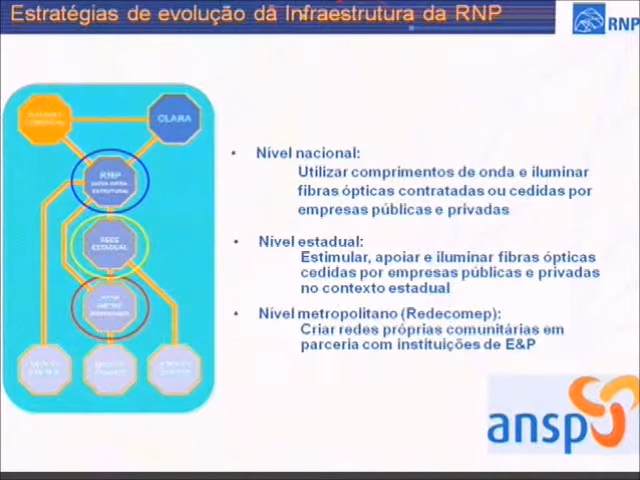 Estratégias de evolução da Infraestrutura da RNP
RNP
CLARA
RNP
REDE
ESTADUAL
• Nível nacional:
Utilizar comprimentos de onda e iluminar
fibras ópticas contratadas ou cedidas por
empresas públicas e privadas
• Nível estadual:
Estimular, apoiar e iluminar fibras ópticas
cedidas por empresas públicas e privadas
no contexto estadual
• Nível metropolitano (Redecomep):
Criar redes próprias comunitárias em
parceria com instituições de E&P
ansp